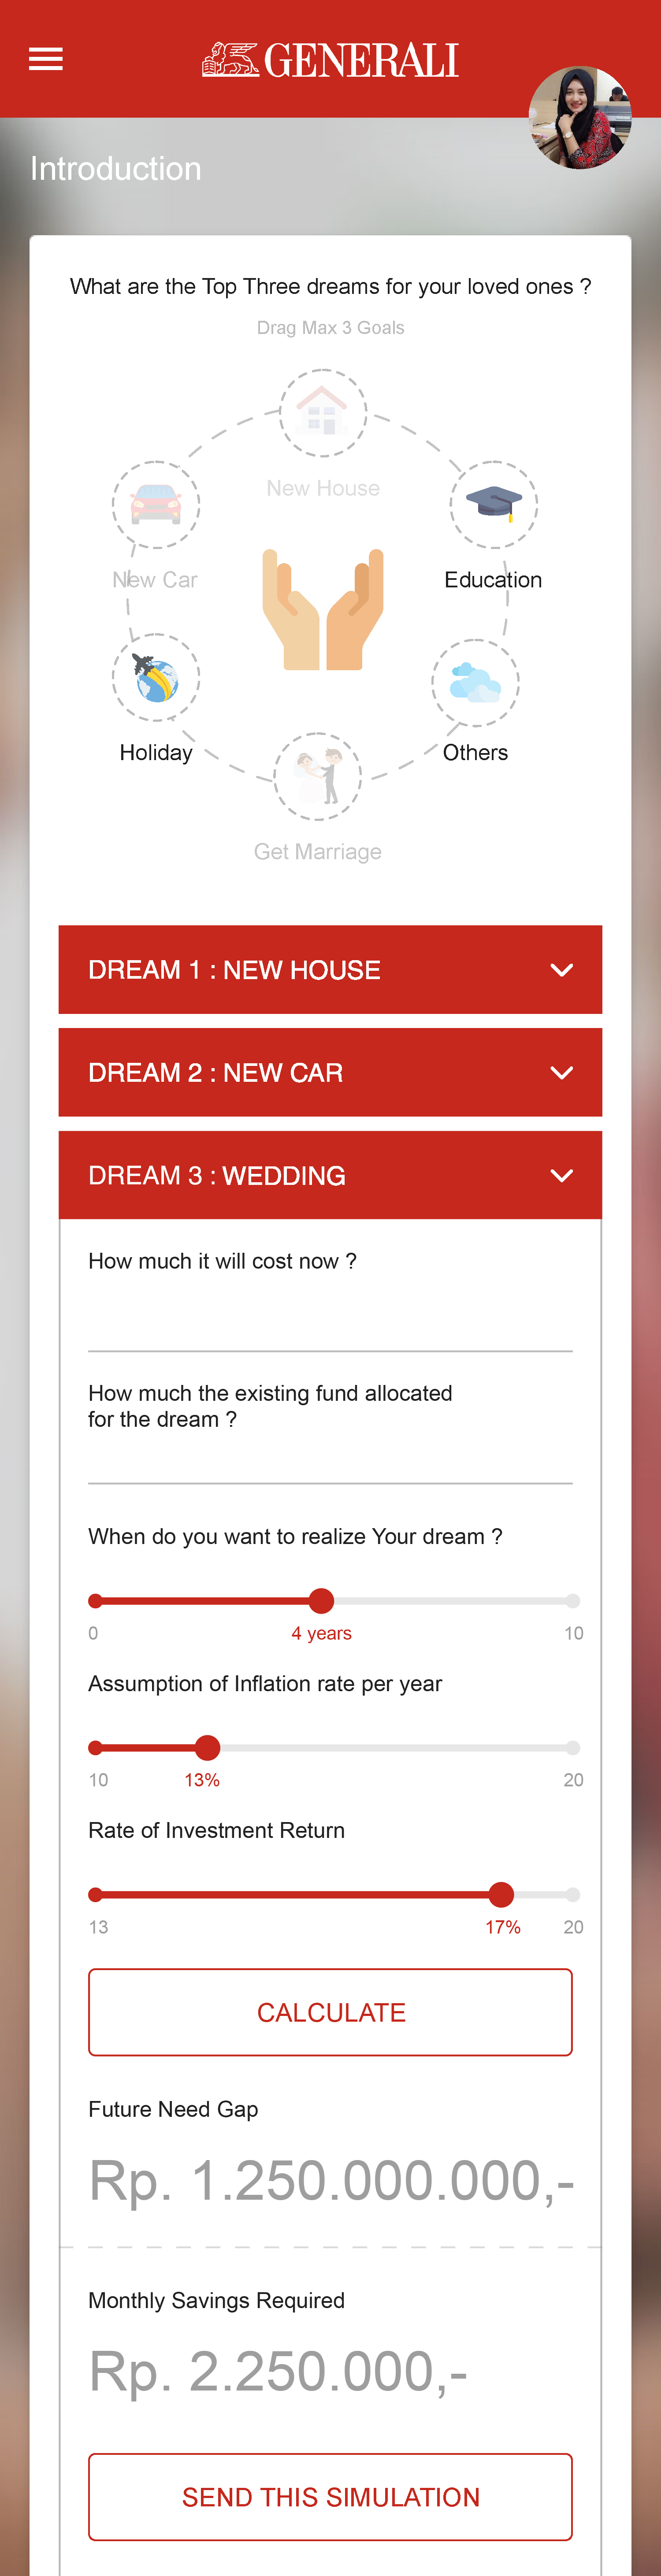 GENERALI
Introduction
What are the Top Three dreams for your loved ones ?
Drag Max 3 Goals
New House
New Car
Education
Holiday
Others
Get Marriage
DREAM 1 : NEW HOUSE
DREAM 2 : NEW CAR
DREAM 3 : WEDDING
How much it will cost now ?
How much the existing fund allocated
for the dream ?
When do you want to realize Your dream ?
0 4 years 10
Assumption of Inflation rate per year
10 13% 20
Rate of Investment Return
13 17% 20
CALCULATE
Future Need Gap
Rp. 1.250.000.000,-
Monthly Savings Required
Rp. 2.250.000,-
SEND THIS SIMULATION